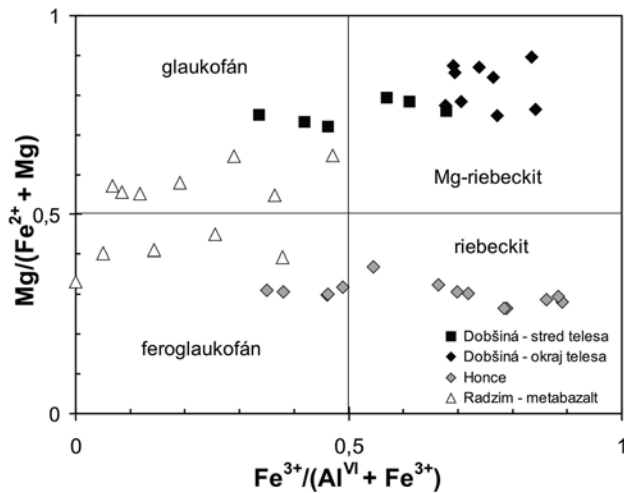 1
glaukofán
Mg-riebeckit
0,5
riebeckit
feroglaukofán
Dobšiná - stred telesa
Dobšiná - okraj telesa
Honce
Radzim - metabazalt
0
0 0,5 1
Mg/(Fe2+ + Mg)
Fe3+/(AlVI + Fe3+)